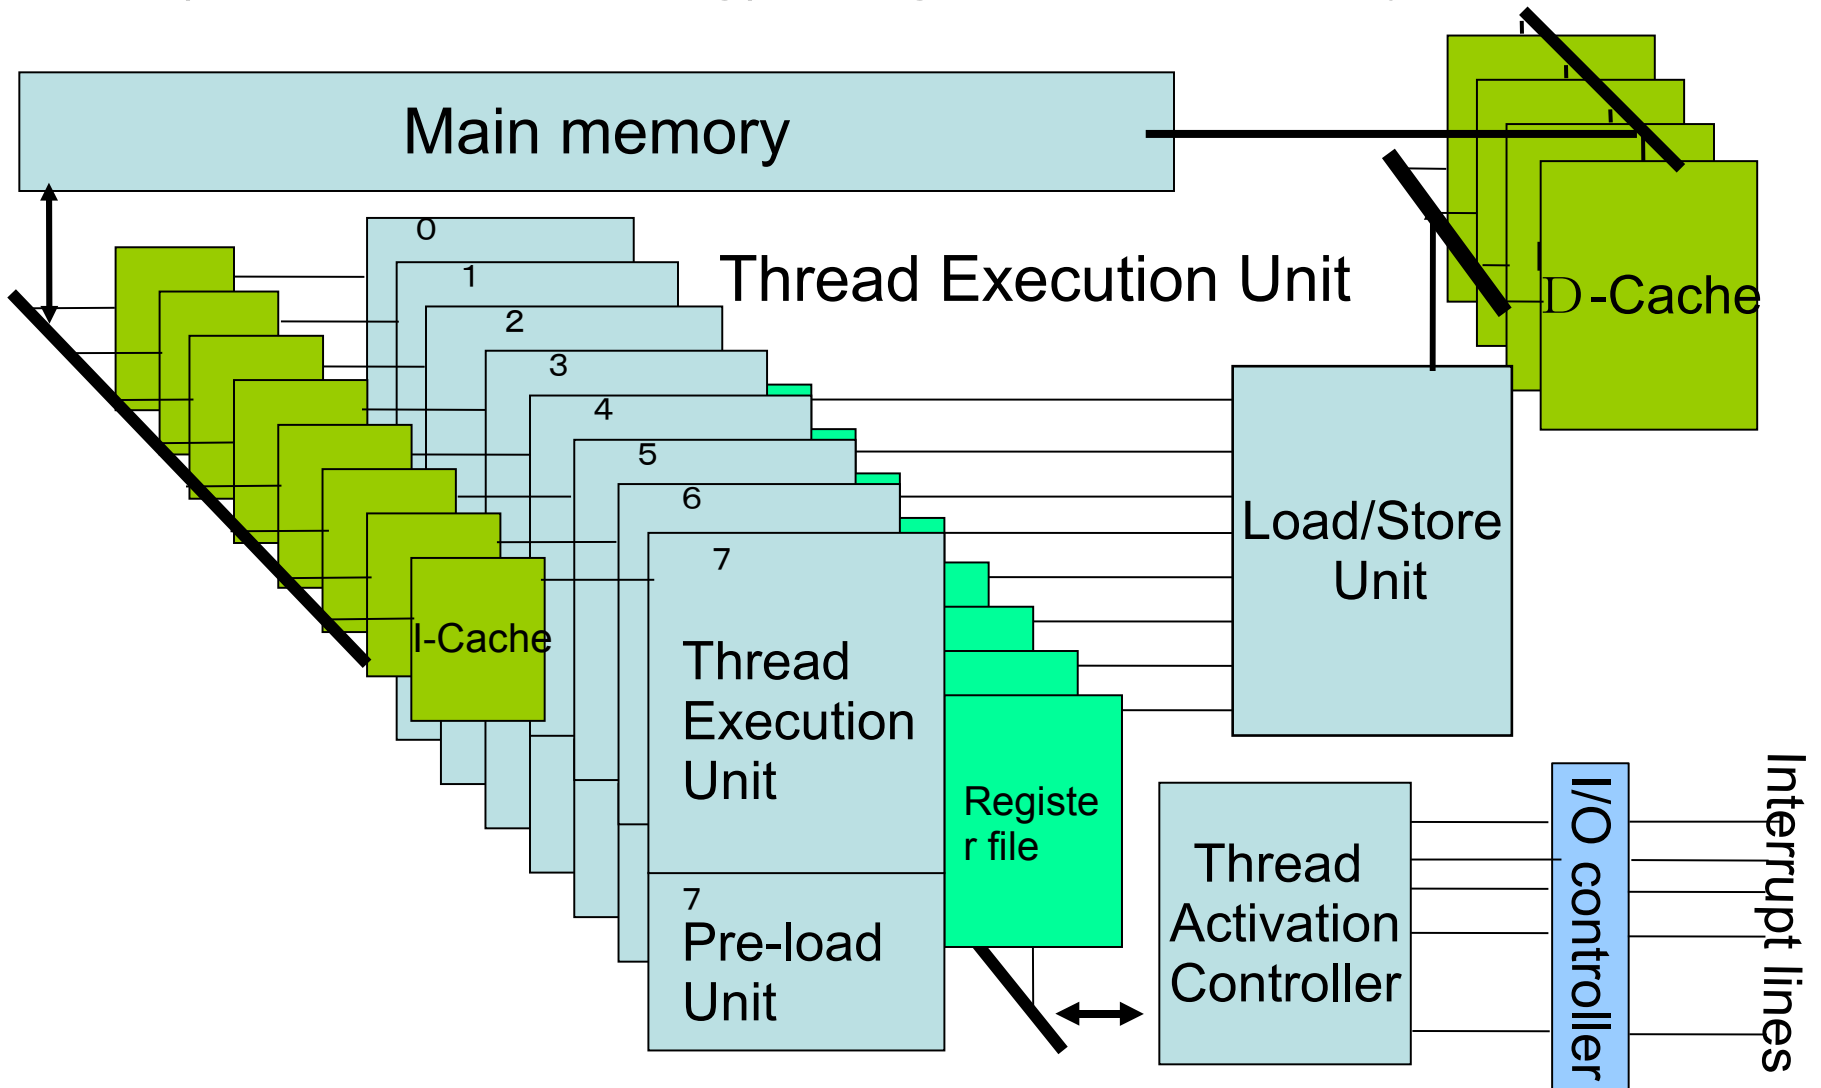 Main memory
Thread Execution Unit
D-Cache
0
1
2
3
4
5
6
7
I-Cache
Thread
Execution
Unit
7
Pre-load
Unit
Registe
r file
Load/Store
Unit
Thread
Activation
Controller
I/O controller
Interrupt lines